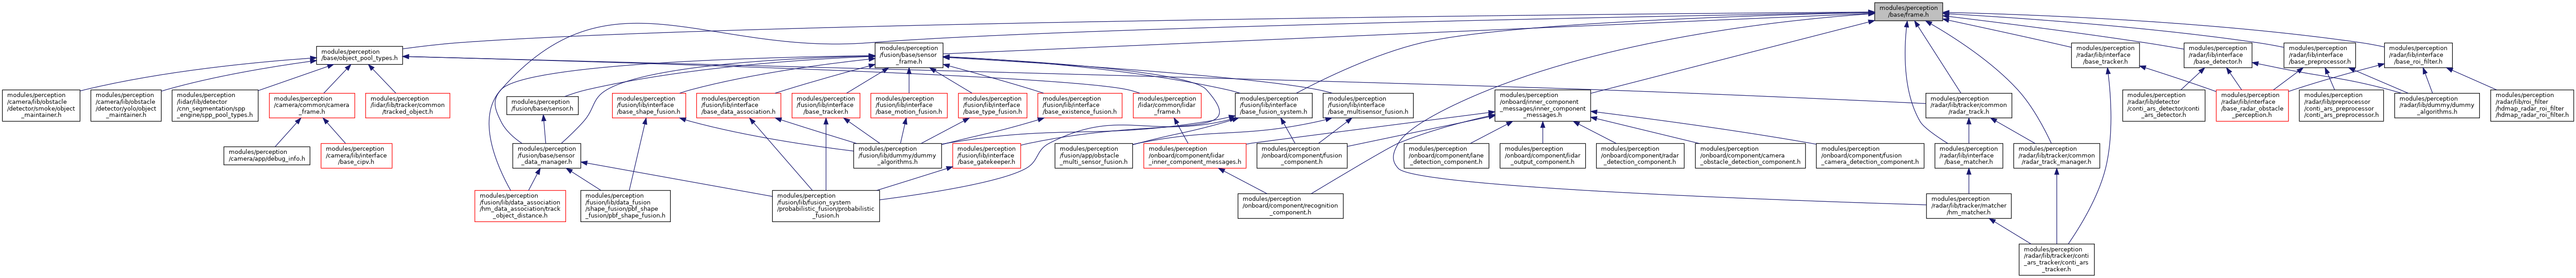 modules/perception
/base/frame.h
modules/perception
/base/object_pool_types.h
modules/perception
/fusion/base/sensor
_frame.h
modules/perception
/radar/lib/interface
/base_tracker.h
modules/perception
/radar/lib/interface
/base_detector.h
modules/perception
/radar/lib/interface
/base_preprocessor.h
modules/perception
/radar/lib/interface
/base_roi_filter.h
modules/perception
/camera/lib/obstacle
/detector/smoke/object
_maintainer.h
modules/perception
/camera/lib/obstacle
/detector/yolo/object
_maintainer.h
modules/perception
/lidar/lib/detector
/cnn_segmentation/spp
_engine/spp_pool_types.h
modules/perception
/camera/common/camera
_frame.h
modules/perception
/lidar/lib/tracker/common
/tracked_object.h
modules/perception
/fusion/base/sensor.h
modules/perception
/fusion/lib/interface
/base_shape_fusion.h
modules/perception
/fusion/lib/interface
/base_data_association.h
modules/perception
/fusion/lib/interface
/base_tracker.h
modules/perception
/fusion/lib/interface
/base_motion_fusion.h
modules/perception
/fusion/lib/interface
/base_type_fusion.h
modules/perception
/fusion/lib/interface
/base_existence_fusion.h
modules/perception
/lidar/common/lidar
_frame.h
modules/perception
/fusion/lib/interface
/base_fusion_system.h
modules/perception
/fusion/lib/interface
/base_multisensor_fusion.h
modules/perception
/onboard/inner_component
_messages/inner_component
_messages.h
modules/perception
/radar/lib/tracker/common
/radar_track.h
modules/perception
/radar/lib/detector
/conti_ars_detector/conti
_ars_detector.h
modules/perception
/radar/lib/interface
/base_radar_obstacle
_perception.h
modules/perception
/radar/lib/preprocessor
/conti_ars_preprocessor
/conti_ars_preprocessor.h
modules/perception
/radar/lib/dummy/dummy
_algorithms.h
modules/perception
/radar/lib/roi_filter
/hdmap_radar_roi_filter
/hdmap_radar_roi_filter.h
modules/perception
/camera/app/debug_info.h
modules/perception
/camera/lib/interface
/base_cipv.h
modules/perception
/fusion/base/sensor
_data_manager.h
modules/perception
/fusion/lib/dummy/dummy
_algorithms.h
modules/perception
/fusion/lib/interface
/base_gatekeeper.h
modules/perception
/fusion/app/obstacle
_multi_sensor_fusion.h
modules/perception
/onboard/component/lidar
_inner_component_messages.h
modules/perception
/onboard/component/fusion
_component.h
modules/perception
/onboard/component/lane
_detection_component.h
modules/perception
/onboard/component/lidar
_output_component.h
modules/perception
/onboard/component/radar
_detection_component.h
modules/perception
/onboard/component/camera
_obstacle_detection_component.h
modules/perception
/onboard/component/fusion
_camera_detection_component.h
modules/perception
/radar/lib/interface
/base_matcher.h
modules/perception
/radar/lib/tracker/common
/radar_track_manager.h
modules/perception
/fusion/lib/data_association
/hm_data_association/track
_object_distance.h
modules/perception
/fusion/lib/data_fusion
/shape_fusion/pbf_shape
_fusion/pbf_shape_fusion.h
modules/perception
/fusion/lib/fusion_system
/probabilistic_fusion/probabilistic
_fusion.h
modules/perception
/onboard/component/recognition
_component.h
modules/perception
/radar/lib/tracker/matcher
/hm_matcher.h
modules/perception
/radar/lib/tracker/conti
_ars_tracker/conti_ars
_tracker.h